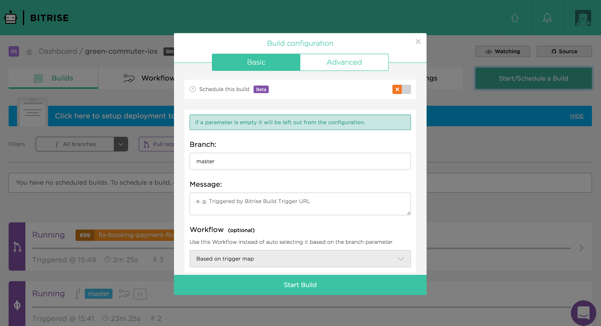 BITRISE
Build configuration
Dashboard / green-commuter-ios
Watching
Source
Basic
Advanced
Builds
Workflow
ngs
Start/Schedule a Build
Schedule this build Beta
Click here to setup deployment to
HIDE
If a parameter is empty it will be left out from the configuration.
Filters
All branches
Pull req
Branch:
master
You have no scheduled builds. To schedule a build,
Message:
e. g. Triggered by Bitrise Build Trigger URL
Running
fix-booking-payment-fla
Workflow (optional)
Use this Workflow instead of auto selecting it based on the branch parameter
Triggered @ 15:49
2m 25s
# 3
Based on trigger map
Start Build
Running
master
Triggered @ 15:41
23m 25s
# 2